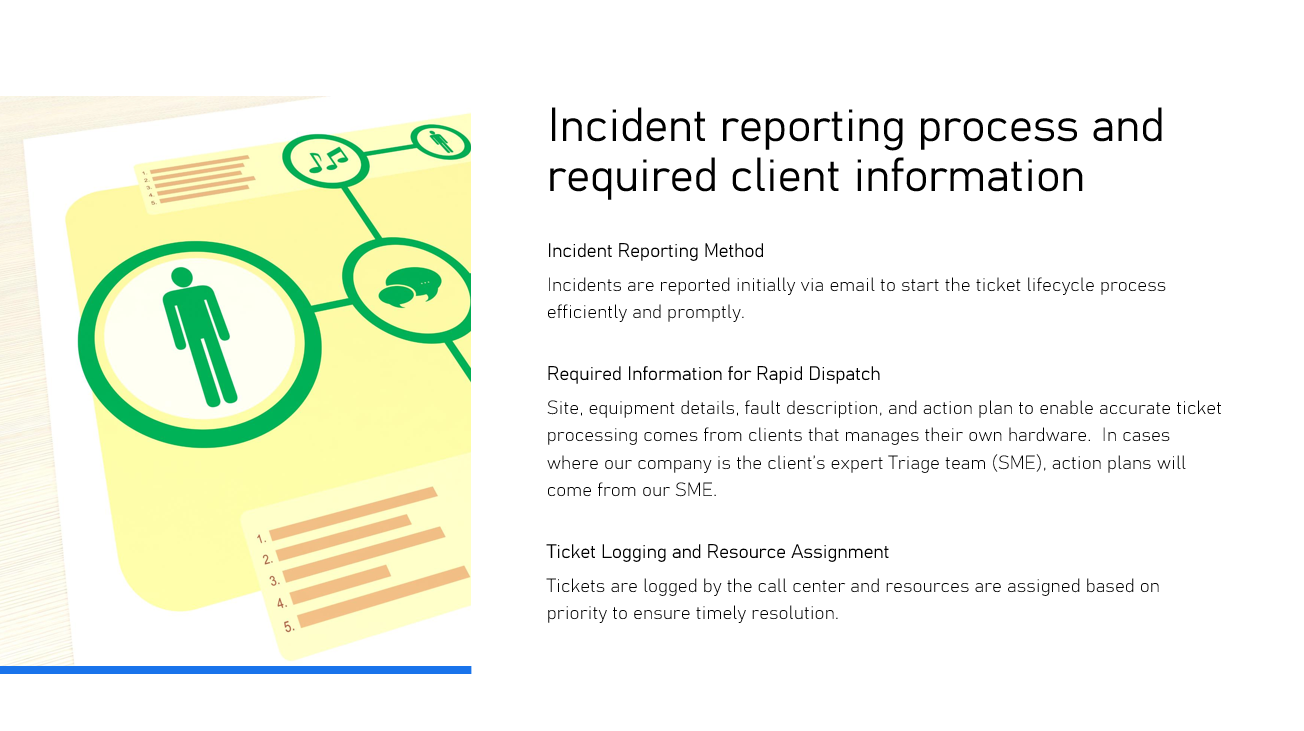 Incident reporting process and
required client information
Incident Reporting Method
Incidents are reported initially via email to start the ticket lifecycle process
efficiently and promptly.
Required Information for Rapid Dispatch
Site, equipment details, fault description, and action plan to enable accurate ticket
processing comes from clients that manages their own hardware.  In cases
where our company is the client's expert Triage team (SME), action plans will
come from our SME.
Ticket Logging and Resource Assignment
Tickets are logged by the call center and resources are assigned based on
priority to ensure timely resolution.
1.
2.
3.
4.
5.
1.
2.
3.
4.
5.